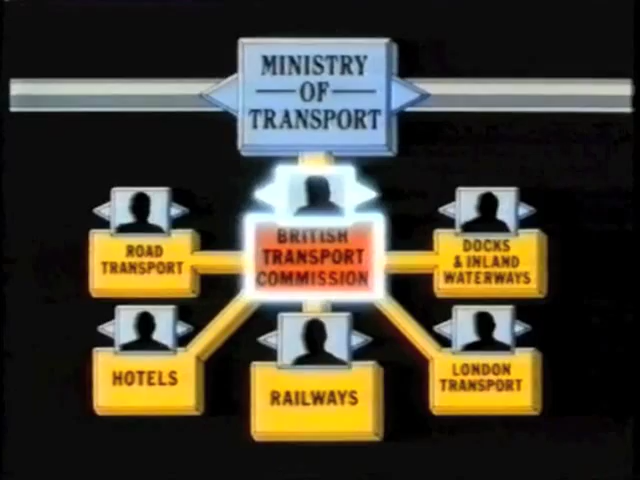 MINISTRY
OF
TRANSPORT
BRITISH
TRANSPORT
COMMISSION
ROAD
TRANSPORT
DOCKS
& INLAND
WATERWAYS
HOTELS
RAILWAYS
LONDON
TRANSPORT